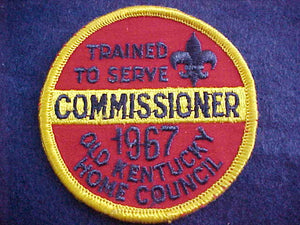 TRAINED
TO SERVE
COMMISSIONER
1967
OLD KENTUCKY
HOME COUNCIL